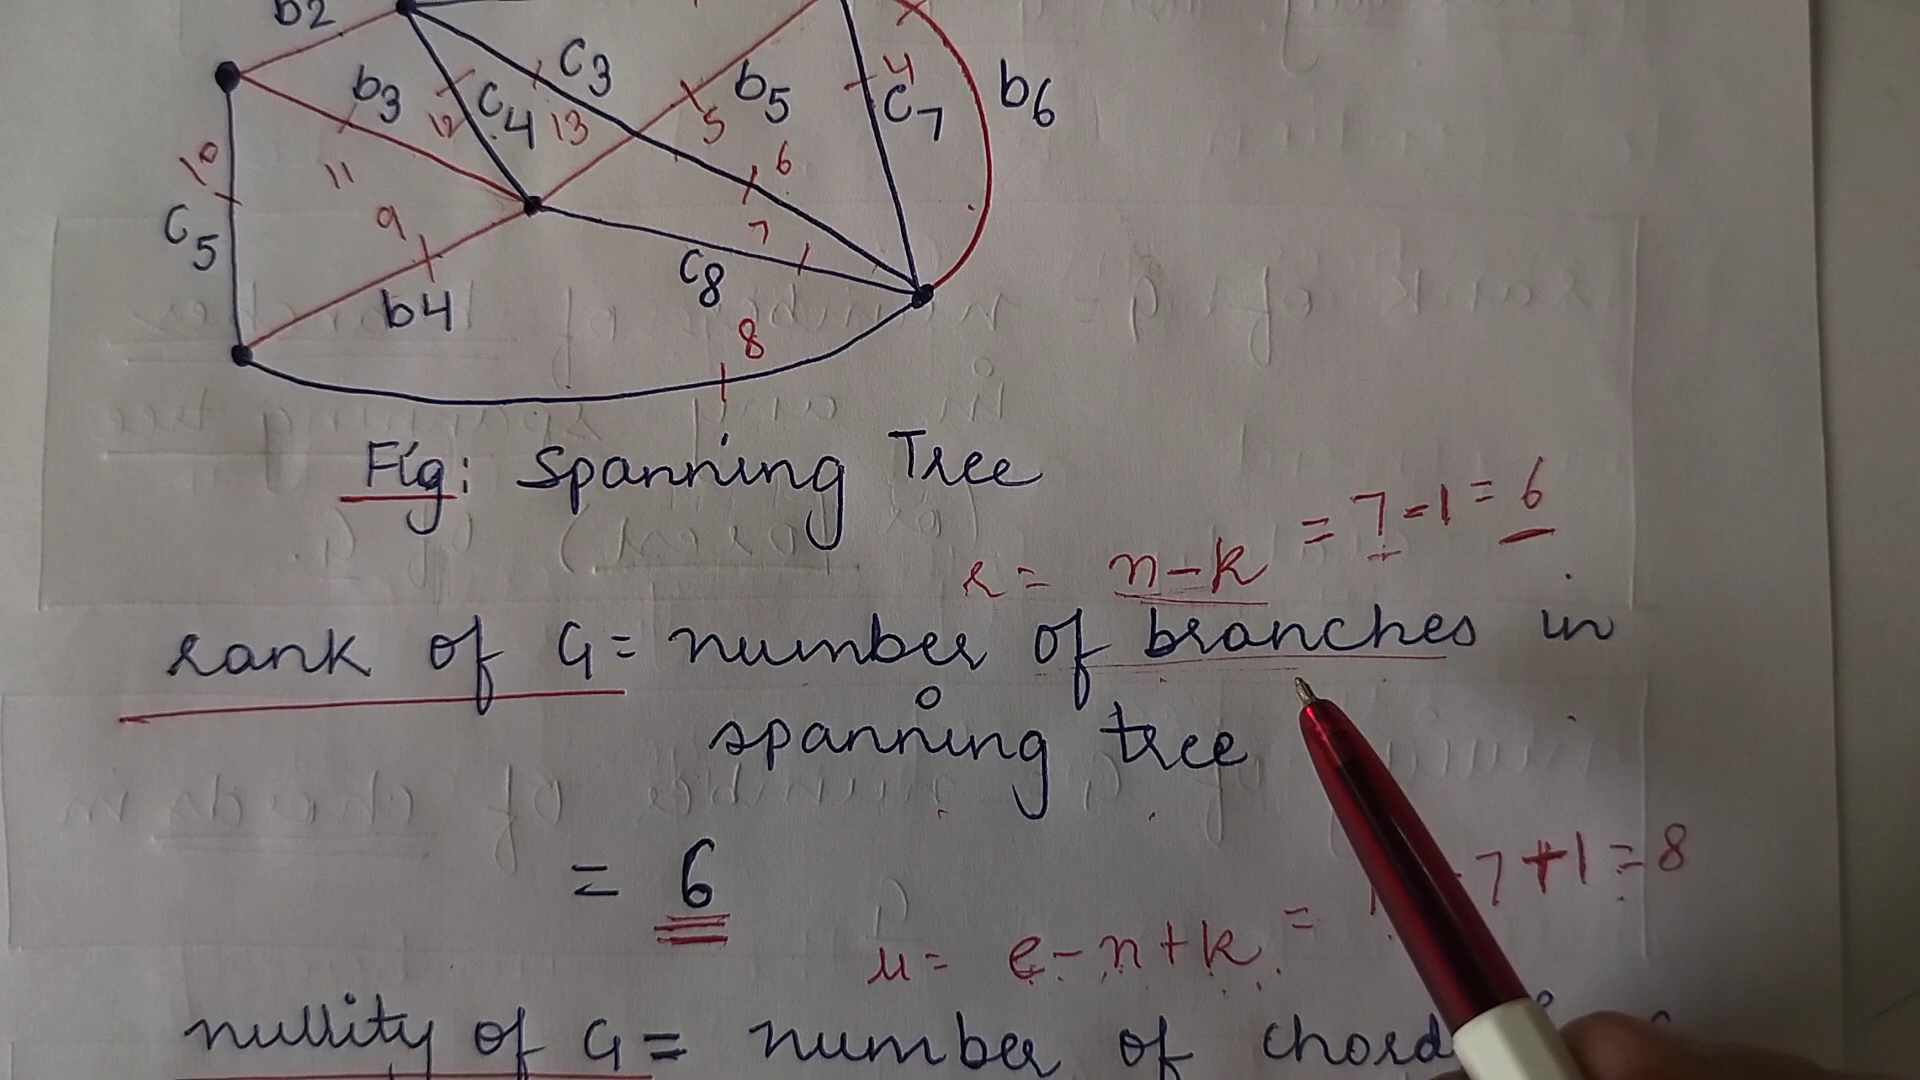 b2
b3 C4 C3 b5 4 C7 b6
12 13 5
10 11 6
C5 9 7
C8
b4
8
Fig: Spanning Tree
r = n-k = 7-1 = 6
rank of G = number of branches in
spanning tree
= 6
μ = e-n+k = 7+1 = 8
nullity of G = number of